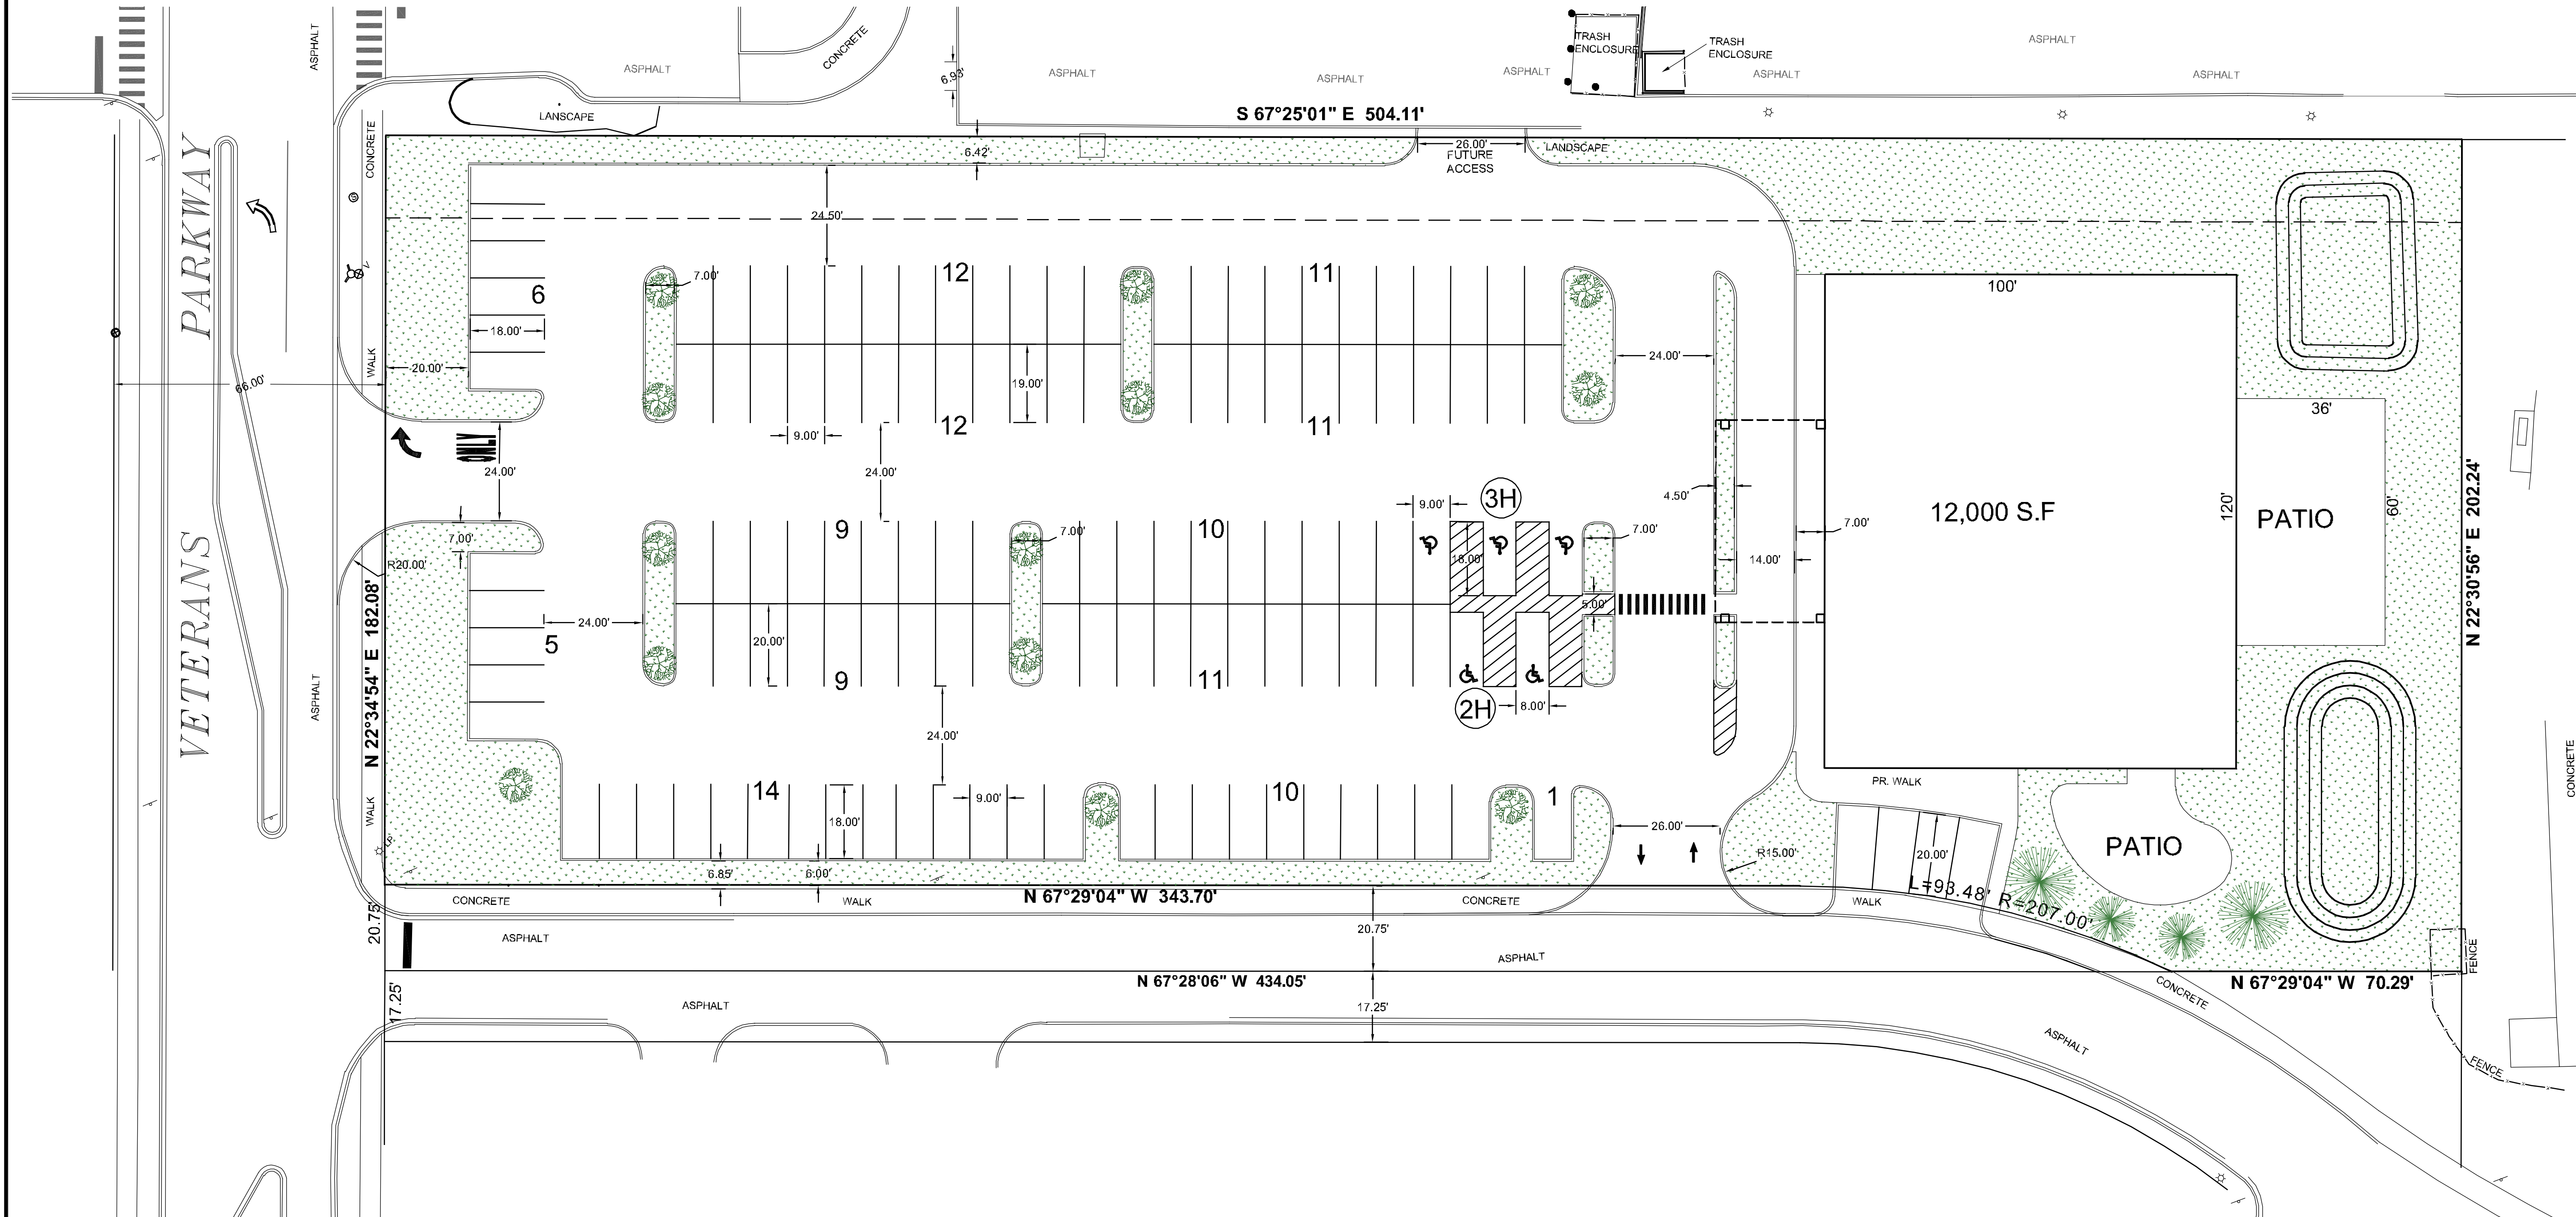 ASPHALT
CONCRETE
ASPHALT
6.93'
ASPHALT
ASPHALT
ASPHALT
TRASH
ENCLOSURE
TRASH
ENCLOSURE
ASPHALT
ASPHALT
ASPHALT
LANSCAPE
S 67°25'01" E  504.11'
CONCRETE
6.42'
26.00'
FUTURE
ACCESS
LANDSCAPE
VETERANS PARKWAY
24.50'
7.00'
12
11
6
18.00'
100'
66.00'
WALK
20.00'
19.00'
24.00'
36'
12
11
9.00'
ONLY
24.00'
24.00'
3H
9.00'
4.50'
12,000 S.F
120'
PATIO
60'
N 22°30'56" E  202.24'
9
7.00'
10
7.00'
7.00'
7.00'
18.00'
14.00'
R20.00'
N 22°34'54" E  182.08'
5.00'
24.00'
20.00'
5
9
11
2H
8.00'
ASPHALT
24.00'
14
9.00'
10
1
PR. WALK
CONCRETE
18.00'
26.00'
WALK
LP
R15.00'
20.00'
PATIO
6.85'
6.00'
L=93.48'  R=207.00'
CONCRETE
WALK
N 67°29'04" W  343.70'
CONCRETE
WALK
20.75'
20.75'
ASPHALT
ASPHALT
FENCE
N 67°28'06" W  434.05'
N 67°29'04" W  70.29'
17.25'
ASPHALT
17.25'
CONCRETE
ASPHALT
FENCE